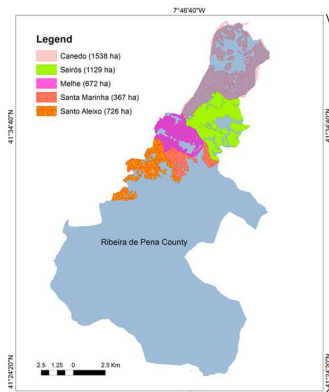 7°46'40"W
V
Legend
Canedo (1538 ha)
Seirós (1129 ha)
Melhe (672 ha)
Santa Marinha (367 ha)
Santo Aleixo (726 ha)
41°34'40"N
Ribeira de Pena County
41°24'20"N
2.5 1.25 0 2.5 Km